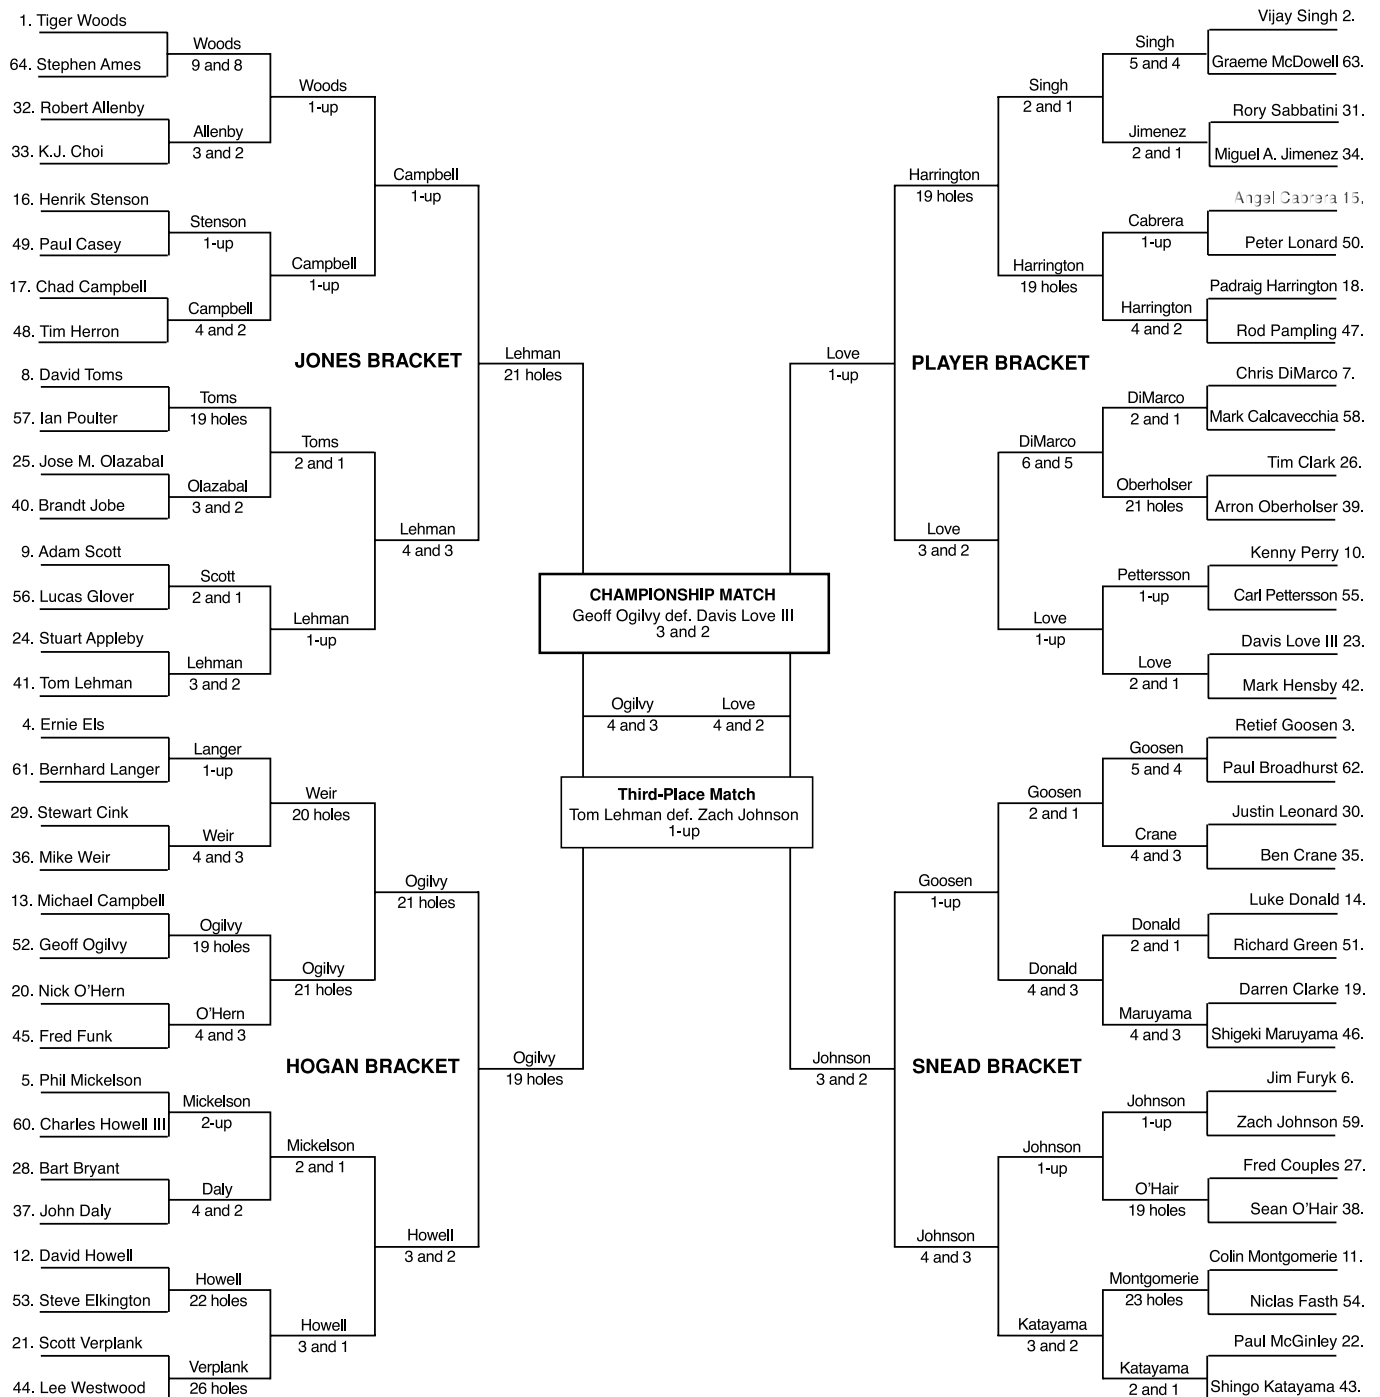 1. Tiger Woods
Woods
9 and 8
64. Stephen Ames
Woods
1-up
32. Robert Allenby
Allenby
3 and 2
33. K.J. Choi
Campbell
1-up
16. Henrik Stenson
Stenson
1-up
49. Paul Casey
Campbell
1-up
17. Chad Campbell
Campbell
4 and 2
48. Tim Herron
JONES BRACKET
Lehman
21 holes
8. David Toms
Toms
19 holes
57. Ian Poulter
Toms
2 and 1
25. Jose M. Olazabal
Olazabal
3 and 2
40. Brandt Jobe
Lehman
4 and 3
9. Adam Scott
Scott
2 and 1
56. Lucas Glover
Lehman
1-up
24. Stuart Appleby
Lehman
3 and 2
41. Tom Lehman
4. Ernie Els
Langer
1-up
61. Bernhard Langer
Weir
20 holes
29. Stewart Cink
Weir
4 and 3
36. Mike Weir
Ogilvy
21 holes
13. Michael Campbell
Ogilvy
19 holes
52. Geoff Ogilvy
Ogilvy
21 holes
20. Nick O'Hern
O'Hern
4 and 3
45. Fred Funk
HOGAN BRACKET
Ogilvy
19 holes
5. Phil Mickelson
Mickelson
2-up
60. Charles Howell III
Mickelson
2 and 1
28. Bart Bryant
Daly
4 and 2
37. John Daly
Howell
3 and 2
12. David Howell
Howell
22 holes
53. Steve Elkington
Howell
3 and 1
21. Scott Verplank
Verplank
26 holes
44. Lee Westwood
CHAMPIONSHIP MATCH
Geoff Ogilvy def. Davis Love III
3 and 2
Ogilvy
4 and 3
Love
4 and 2
Third-Place Match
Tom Lehman def. Zach Johnson
1-up
Vijay Singh 2.
Singh
5 and 4
Graeme McDowell 63.
Singh
2 and 1
Rory Sabbatini 31.
Jimenez
2 and 1
Miguel A. Jimenez 34.
Harrington
19 holes
Angel Cabrera 15.
Cabrera
1-up
Peter Lonard 50.
Harrington
19 holes
Padraig Harrington 18.
Harrington
4 and 2
Rod Pampling 47.
Love
1-up
PLAYER BRACKET
Chris DiMarco 7.
DiMarco
2 and 1
Mark Calcavecchia 58.
DiMarco
6 and 5
Tim Clark 26.
Oberholser
21 holes
Arron Oberholser 39.
Love
3 and 2
Kenny Perry 10.
Pettersson
1-up
Carl Pettersson 55.
Love
1-up
Davis Love III 23.
Love
2 and 1
Mark Hensby 42.
Retief Goosen 3.
Goosen
5 and 4
Paul Broadhurst 62.
Goosen
2 and 1
Justin Leonard 30.
Crane
4 and 3
Ben Crane 35.
Goosen
1-up
Luke Donald 14.
Donald
2 and 1
Richard Green 51.
Donald
4 and 3
Darren Clarke 19.
Maruyama
4 and 3
Shigeki Maruyama 46.
Johnson
3 and 2
SNEAD BRACKET
Jim Furyk 6.
Johnson
1-up
Zach Johnson 59.
Johnson
1-up
Fred Couples 27.
O'Hair
19 holes
Sean O'Hair 38.
Johnson
4 and 3
Colin Montgomerie 11.
Montgomerie
23 holes
Niclas Fasth 54.
Katayama
3 and 2
Paul McGinley 22.
Katayama
2 and 1
Shingo Katayama 43.